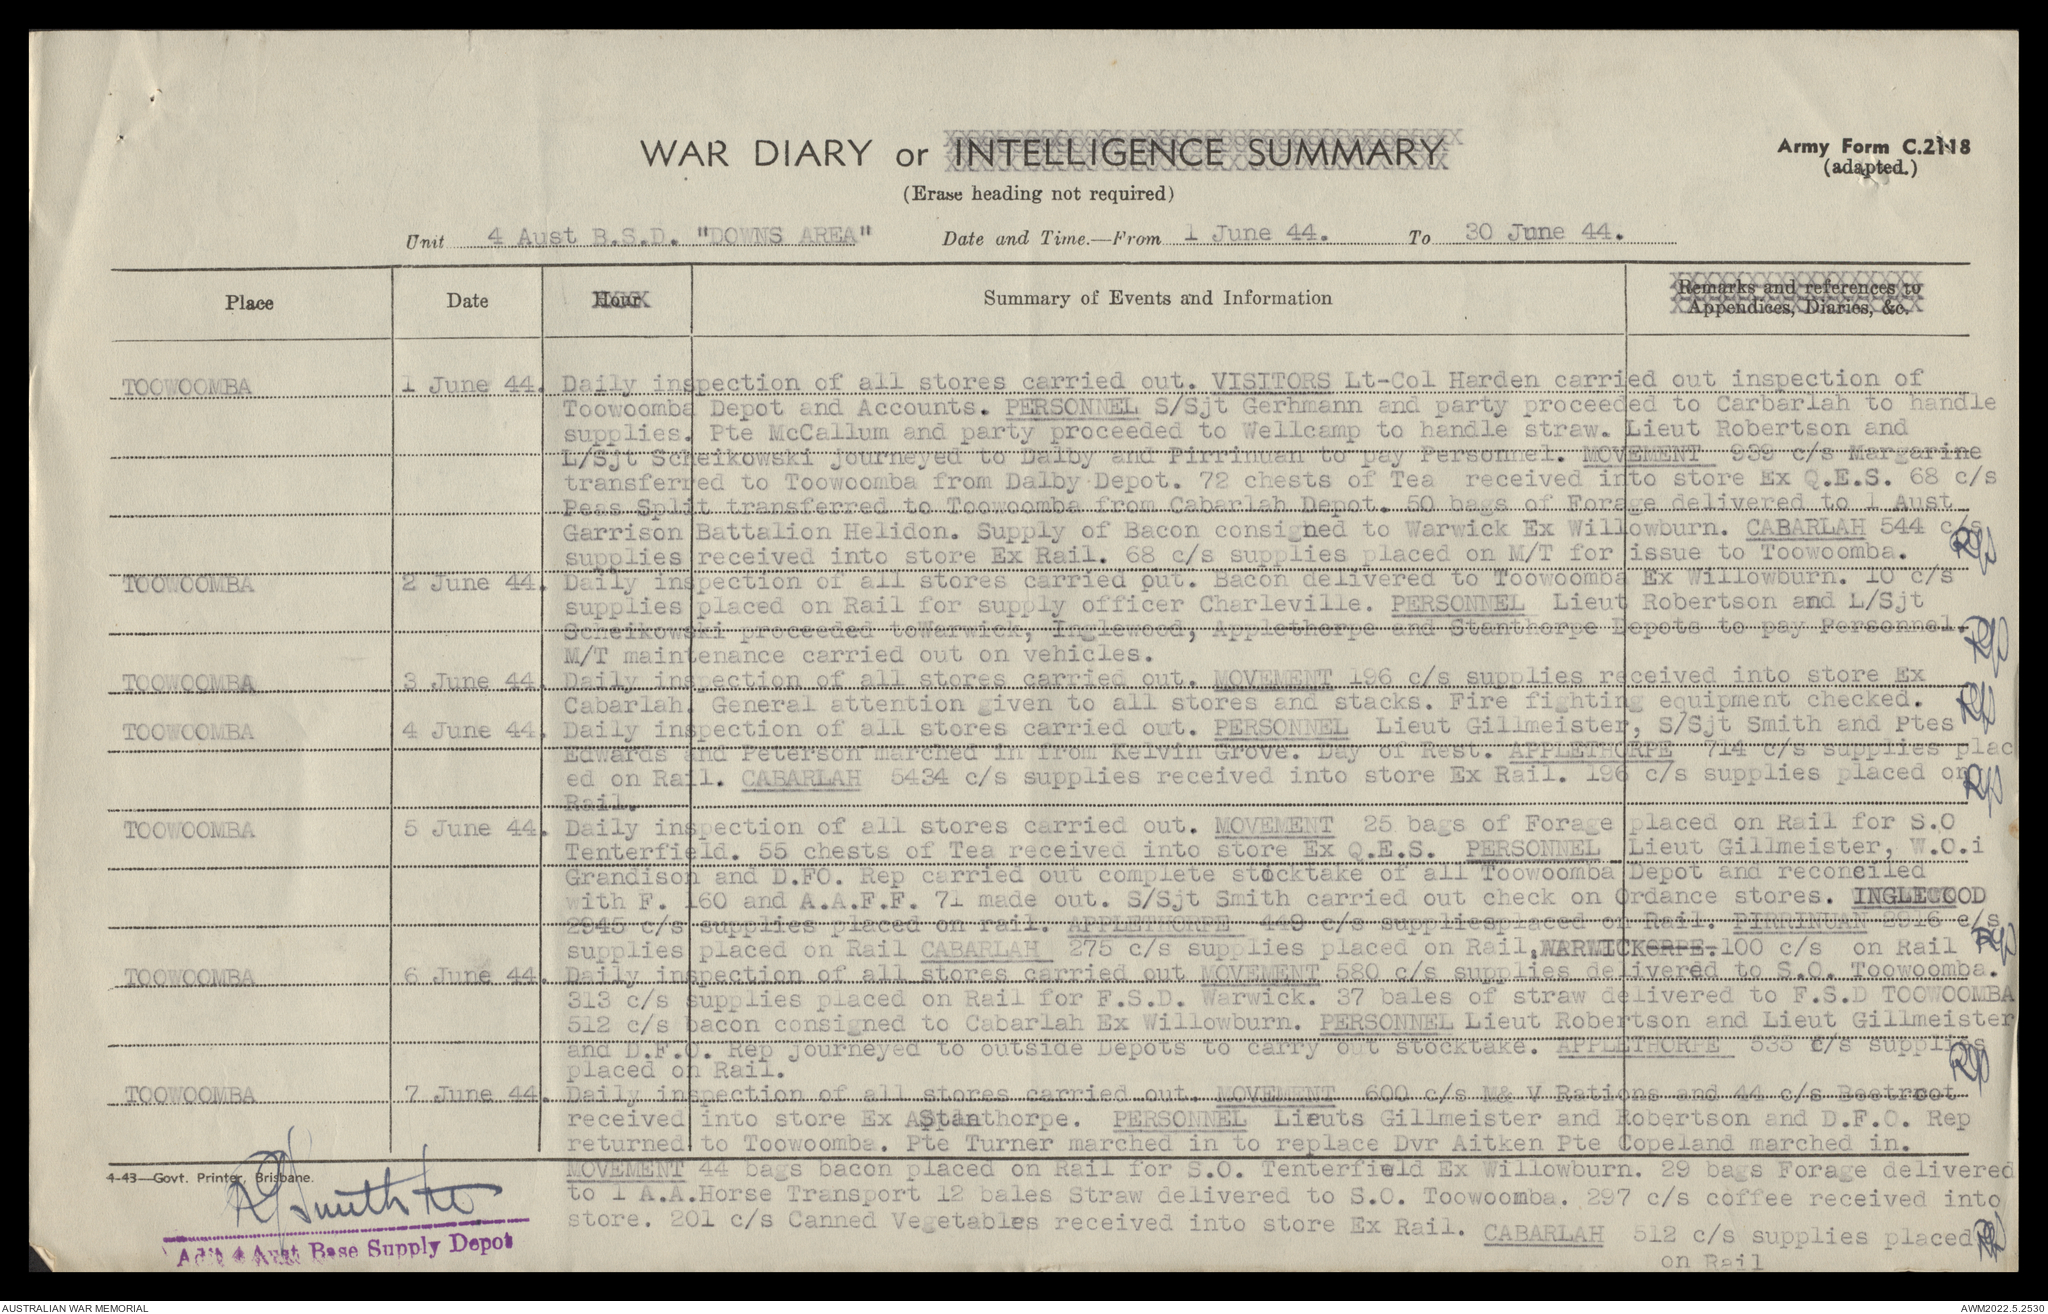 WAR DIARY or INTELLIGENCE SUMMARY
Army Form C.2118
(adapted.)
(Erase heading not required)
Unit 4 Aust B.S.D. "DOWNS AREA" Date and Time.—From 1 June 44. To 30 June 44.
Place Date Hour Summary of Events and Information Remarks and references to
Appendices, Diaries, &c.
TOOWOOMBA 1 June 44. Daily inspection of all stores carried out. VISITORS Lt-Col Harden carried out inspection of
Toowoomba Depot and Accounts. PERSONNEL S/Sjt Gerhmann and party proceeded to Carbarlah to handle
supplies. Pte McCallum and party proceeded to Wellcamp to handle straw. Lieut Robertson and
L/Sjt Scheikowski journeyed to Dalby and Pirrinuan to pay Personnel. MOVEMENT 939 c/s Margarine
transferred to Toowoomba from Dalby Depot. 72 chests of Tea received into store Ex Q.E.S. 68 c/s
Peas Split transferred to Toowoomba from Cabarlah Depot. 50 bags of Forage delivered to 1 Aust
Garrison Battalion Helidon. Supply of Bacon consigned to Warwick Ex Willowburn. CABARLAH 544 c/s
supplies received into store Ex Rail. 68 c/s supplies placed on M/T for issue to Toowoomba.
TOOWOOMBA 2 June 44. Daily inspection of all stores carried out. Bacon delivered to Toowoomba Ex Willowburn. 10 c/s
supplies placed on Rail for supply officer Charleville. PERSONNEL Lieut Robertson and L/Sjt
Scheikowski proceeded toWarwick, Inglewood, Applethorpe and Stanthorpe Depots to pay Personnel.
M/T maintenance carried out on vehicles.
TOOWOOMBA 3 June 44. Daily inspection of all stores carried out. MOVEMENT 196 c/s supplies received into store Ex
Cabarlah. General attention given to all stores and stacks. Fire fighting equipment checked.
TOOWOOMBA 4 June 44. Daily inspection of all stores carried out. PERSONNEL Lieut Gillmeister, S/Sjt Smith and Ptes
Edwards and Peterson marched in from Kelvin Grove. Day of Rest. APPLETHORPE 714 c/s supplies plac
ed on Rail. CABARLAH 5434 c/s supplies received into store Ex Rail. 196 c/s supplies placed on
Rail.
TOOWOOMBA 5 June 44. Daily inspection of all stores carried out. MOVEMENT 25 bags of Forage placed on Rail for S.O
Tenterfield. 55 chests of Tea received into store Ex Q.E.S. PERSONNEL Lieut Gillmeister, W.O.i
Grandison and D.FO. Rep carried out complete stocktake of all Toowoomba Depot and reconciled
with F. 160 and A.A.F.F. 71 made out. S/Sjt Smith carried out check on Ordance stores. INGLEWOOD
2945 c/s supplies placed on rail. APPLETHORPE 449 c/s suppliesplaced on Rail. PIRRINUAN 2916 c/s
supplies placed on Rail CABARLAH 275 c/s supplies placed on Rail, WARWICK 100 c/s on Rail
TOOWOOMBA 6 June 44. Daily inspection of all stores carried out MOVEMENT 580 c/s supplies delivered to S.O. Toowoomba.
313 c/s supplies placed on Rail for F.S.D. Warwick. 37 bales of straw delivered to F.S.D TOOWOOMBA
512 c/s bacon consigned to Cabarlah Ex Willowburn. PERSONNEL Lieut Robertson and Lieut Gillmeister
and D.F.O. Rep journeyed to outside Depots to carry out stocktake. APPLETHORPE 535 c/s supplies
placed on Rail.
TOOWOOMBA 7 June 44. Daily inspection of all stores carried out. MOVEMENT 600 c/s M& V Rations and 44 c/s Beetroot
received into store Ex Stanthorpe. PERSONNEL Lieuts Gillmeister and Robertson and D.F.O. Rep
returned to Toowoomba. Pte Turner marched in to replace Dvr Aitken Pte Copeland marched in.
MOVEMENT 44 bags bacon placed on Rail for S.O. Tenterfield Ex Willowburn. 29 bags Forage delivered
to 1 A.A.Horse Transport 12 bales Straw delivered to S.O. Toowoomba. 297 c/s coffee received into
store. 201 c/s Canned Vegetables received into store Ex Rail. CABARLAH 512 c/s supplies placed
on Rail
4-43—Govt. Printer, Brisbane.
Smith
Adjt 4 Aust Base Supply Depot
AUSTRALIAN WAR MEMORIAL AWM2022.5.2530